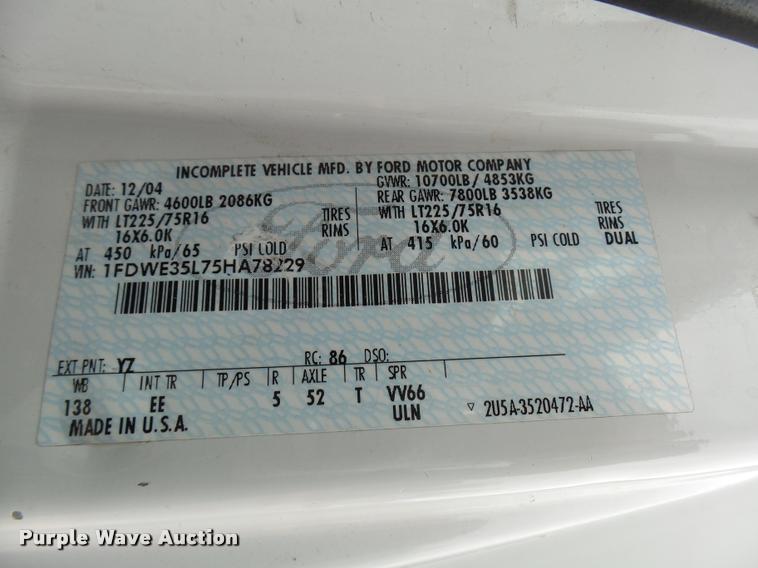 Purple Wave Auction
INCOMPLETE VEHICLE MFD. BY FORD MOTOR COMPANY
DATE: 12/04 GVWR: 10700LB/ 4853KG
FRONT GAWR: 4600LB 2086KG REAR GAWR: 7800LB 3538KG
WITH LT225/75R16 TIRES WITH LT225/75R16 TIRES
16X6.0K RIMS 16X6.0K RIMS
AT 450 kPa/65 PSI COLD AT 415 kPa/60 PSI COLD DUAL
VIN: 1FDWE35L75HA78229
Ford
EXT PNT: YZ RC: 86 DSO:
WB INT TR TP/PS R AXLE TR SPR
138 EE 5 52 T VV66
ULN 2U5A-3520472-AA
MADE IN U.S.A.
Purple Wave Auction